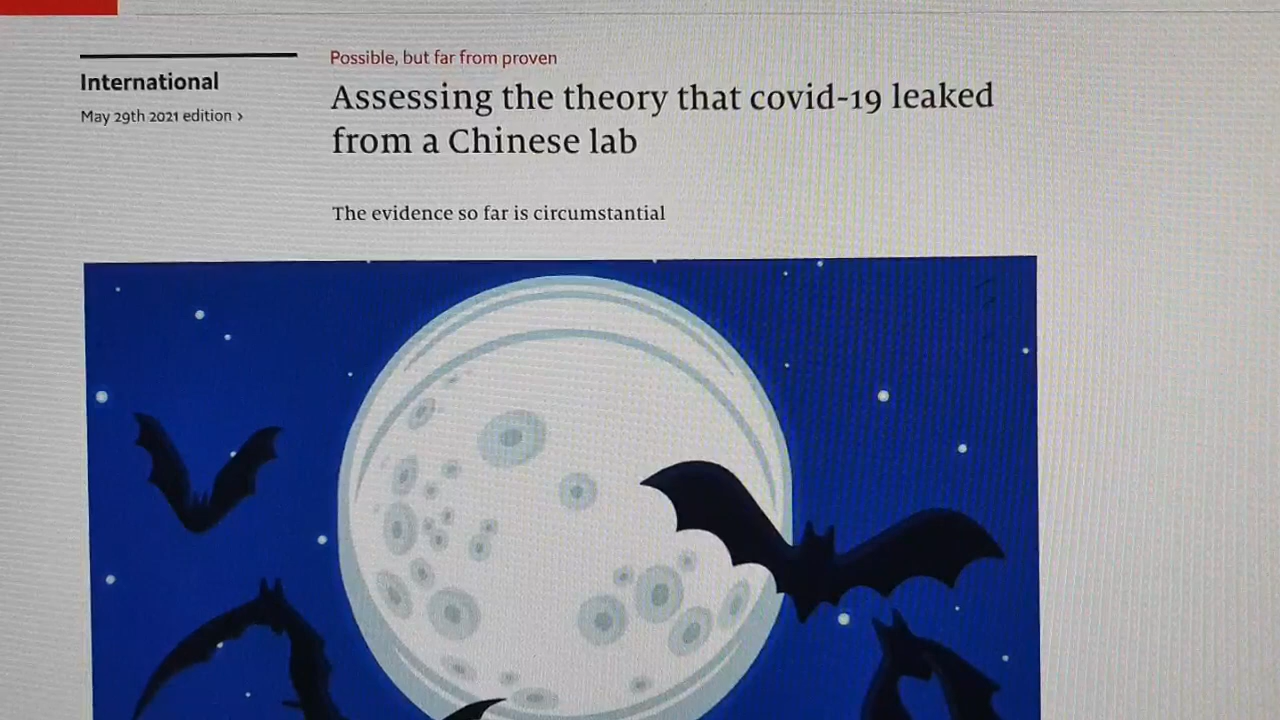 Possible, but far from proven
International
Assessing the theory that covid-19 leaked
May 29th 2021 edition >
from a Chinese lab
The evidence so far is circumstantial